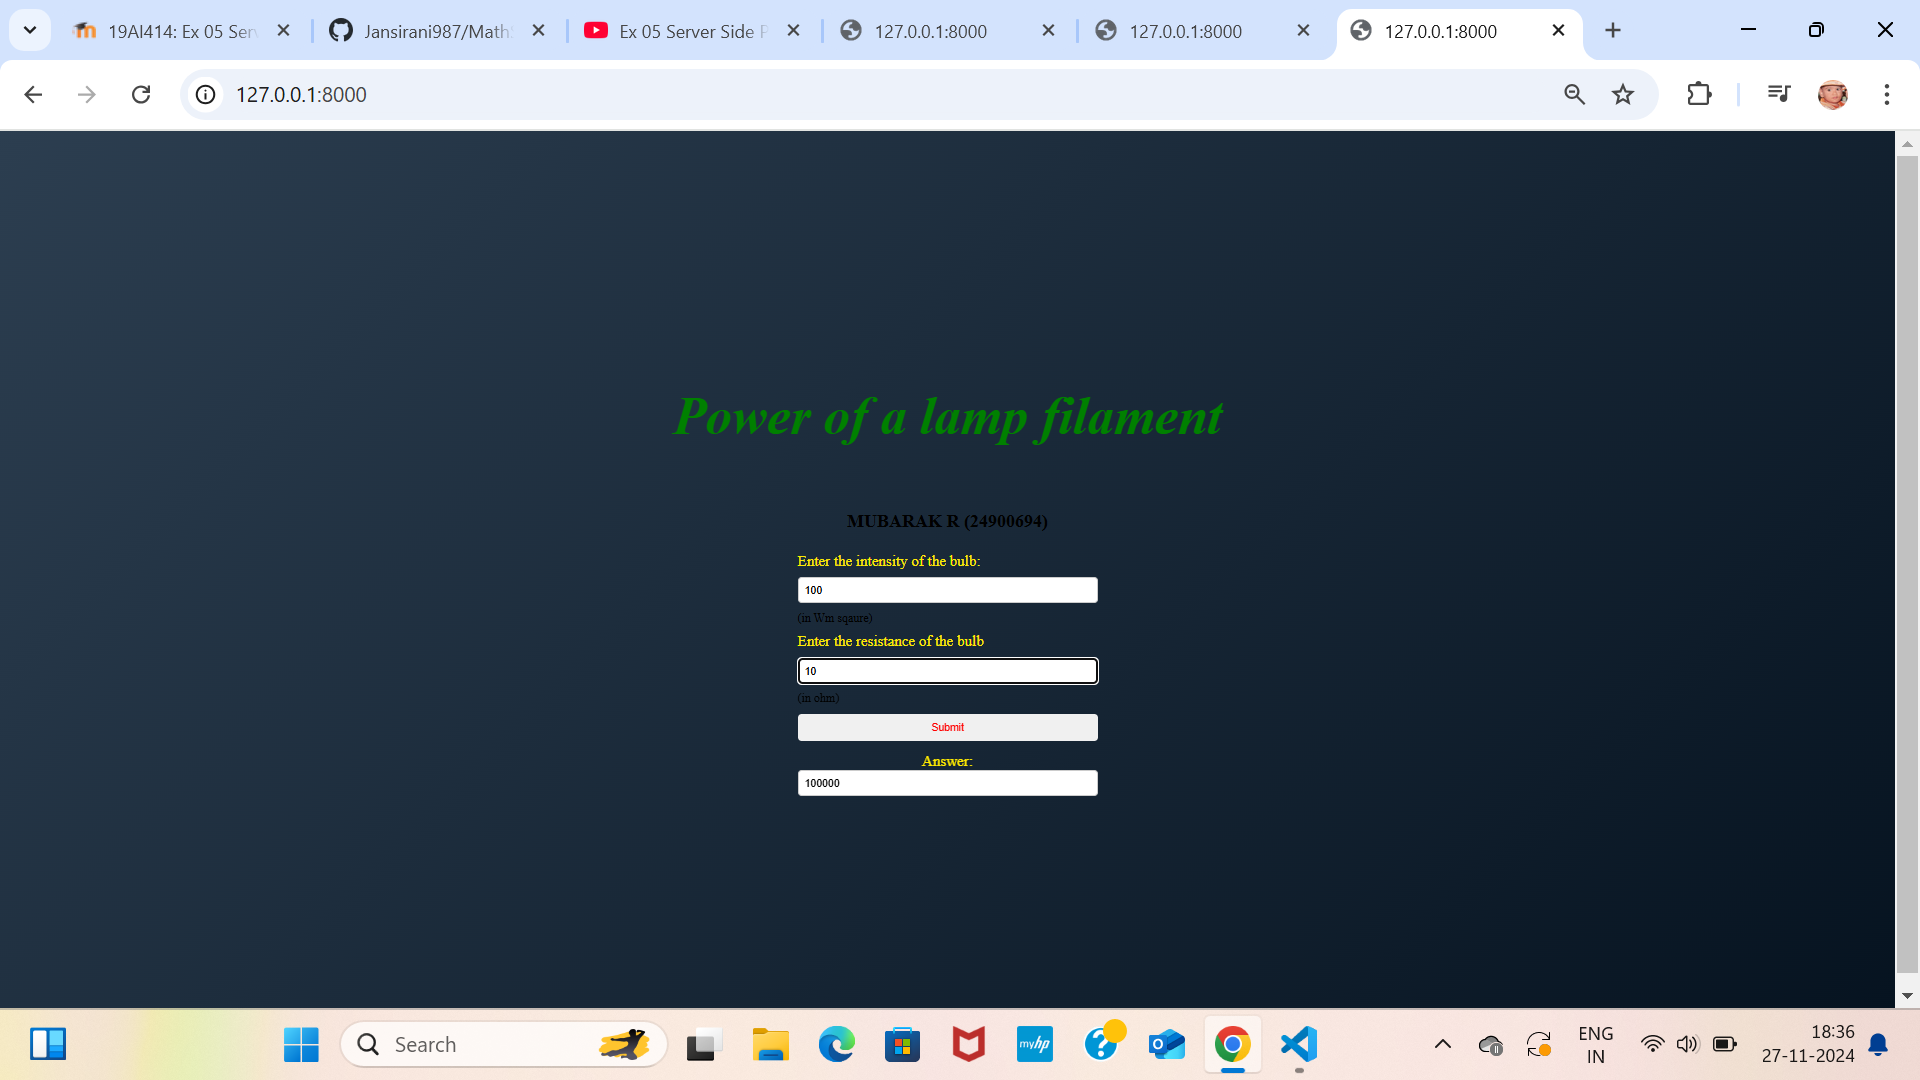 19AI414: Ex 05 Serv
Jansirani987/Math
Ex 05 Server Side P
127.0.0.1:8000
127.0.0.1:8000
127.0.0.1:8000
127.0.0.1:8000
Power of a lamp filament
MUBARAK R (24900694)
Enter the intensity of the bulb:
100
(in Wm sqaure)
Enter the resistance of the bulb
10
(in ohm)
Submit
Answer:
100000
Search
myhp
ENG
IN
18:36
27-11-2024